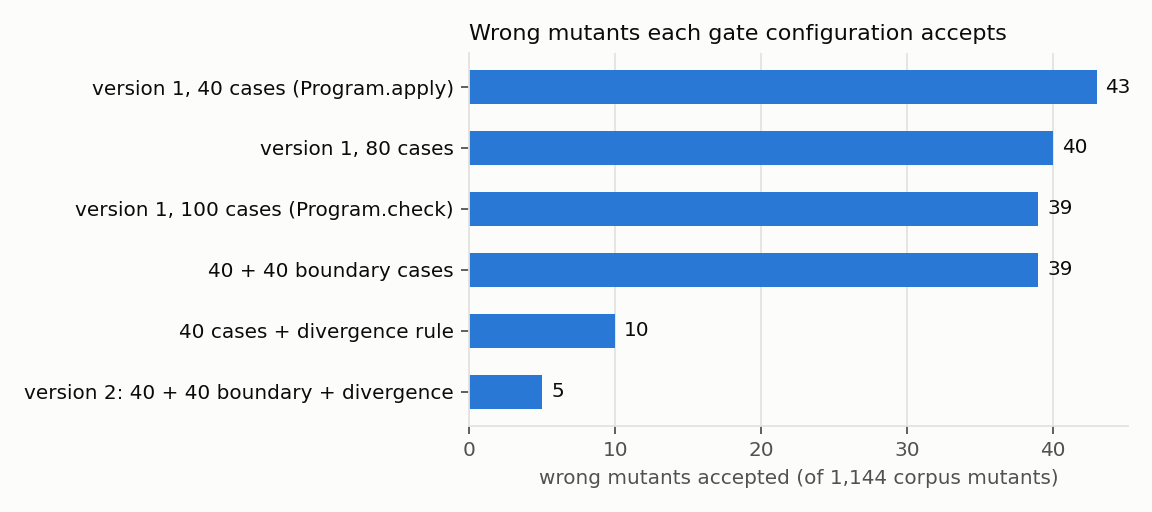 Wrong mutants each gate configuration accepts
version 1, 40 cases (Program.apply) 43
version 1, 80 cases 40
version 1, 100 cases (Program.check) 39
40 + 40 boundary cases 39
40 cases + divergence rule 10
version 2: 40 + 40 boundary + divergence 5
0 10 20 30 40
wrong mutants accepted (of 1,144 corpus mutants)